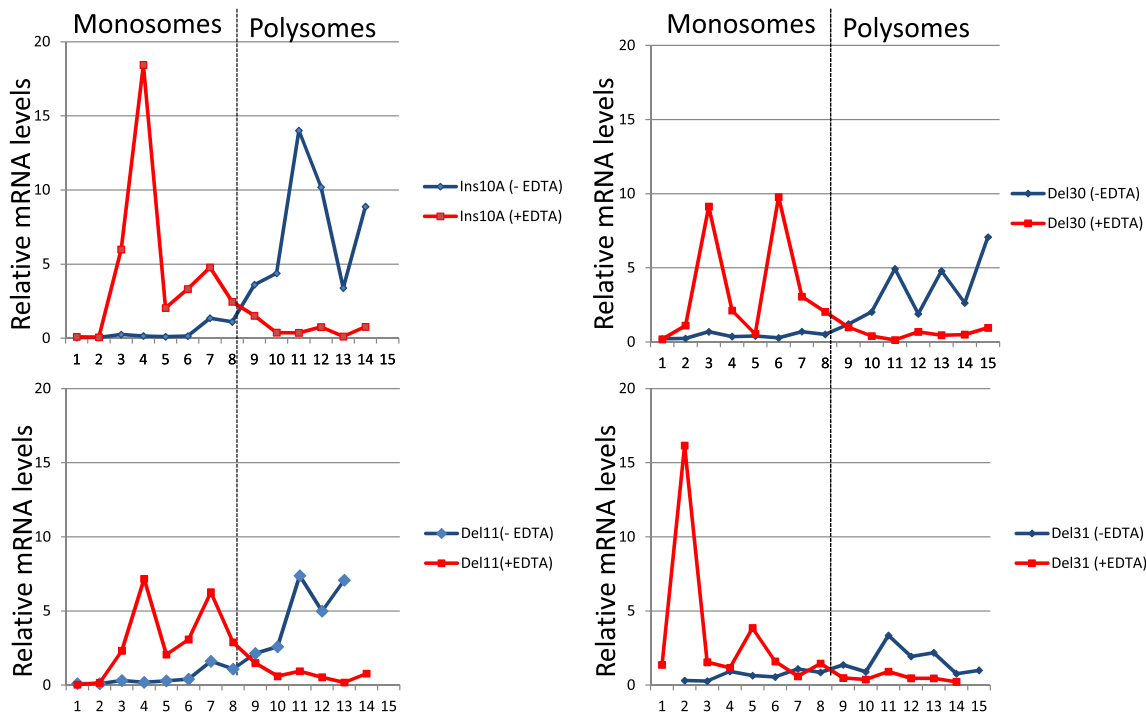 Monosomes Polysomes
Relative mRNA levels
20
15
10
5
0
1 2 3 4 5 6 7 8 9 10 11 12 13 14 15
Ins10A (- EDTA)
Ins10A (+EDTA)
Monosomes Polysomes
Relative mRNA levels
20
15
10
5
0
1 2 3 4 5 6 7 8 9 10 11 12 13 14 15
Del30 (-EDTA)
Del30 (+EDTA)
Relative mRNA levels
20
15
10
5
0
1 2 3 4 5 6 7 8 9 10 11 12 13 14 15
Del11(- EDTA)
Del11(+EDTA)
Relative mRNA levels
20
15
10
5
0
1 2 3 4 5 6 7 8 9 10 11 12 13 14 15
Del31 (-EDTA)
Del31 (+EDTA)